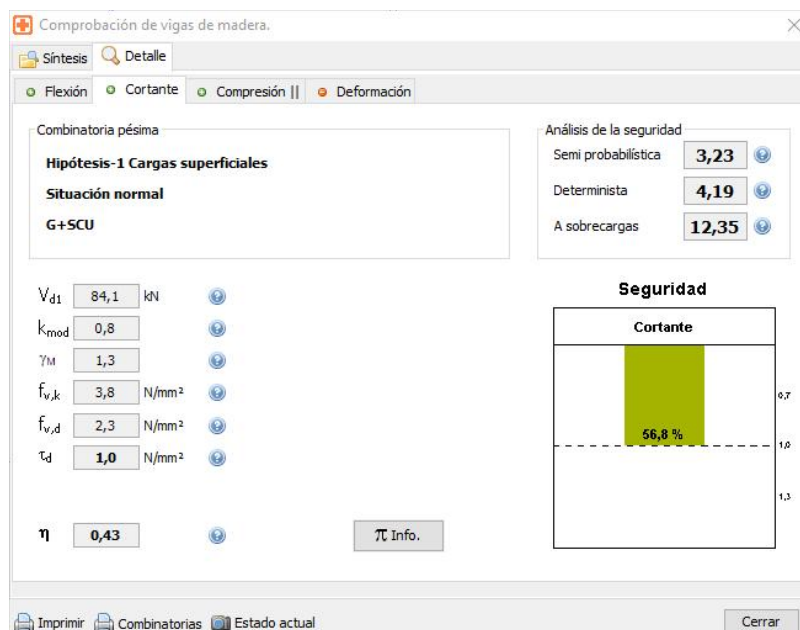 Comprobación de vigas de madera.
Síntesis Detalle
Flexión Cortante Compresión || Deformación
Combinatoria pésima
Hipótesis-1 Cargas superficiales
Situación normal
G+SCU
Análisis de la seguridad
Semi probabilística 3,23
Determinista 4,19
A sobrecargas 12,35
Vd1 84,1 kN
kmod 0,8
γM 1,3
fv,k 3,8 N/mm²
fv,d 2,3 N/mm²
τd 1,0 N/mm²
η 0,43
π Info.
Seguridad
Cortante
0,7
56,8 %
1,0
1,3
Imprimir Combinatorias Estado actual Cerrar